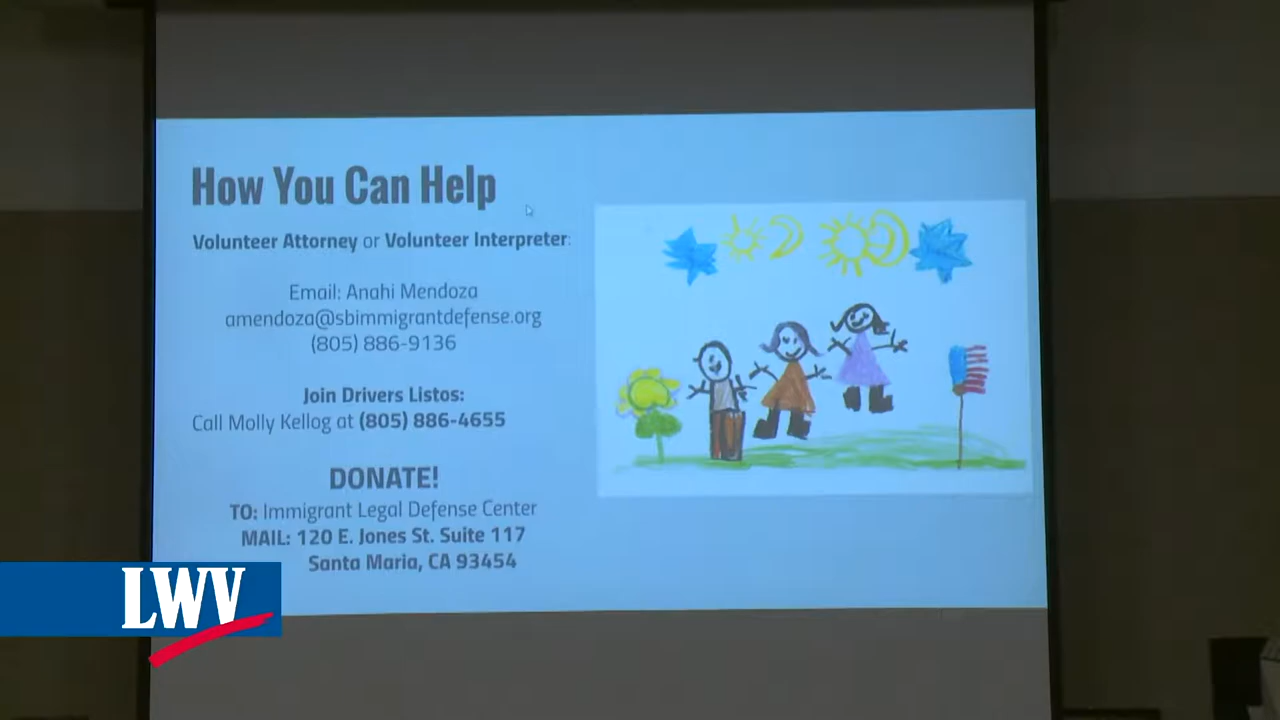 How You Can Help
Volunteer Attorney or Volunteer Interpreter:
Email: Anahi Mendoza
amendoza@sbimmigrantdefense.org
(805) 886-9136
Join Drivers Listos:
Call Molly Kellog at (805) 886-4655
DONATE!
TO: Immigrant Legal Defense Center
MAIL: 120 E. Jones St. Suite 117
Santa Maria, CA 93454
LWV